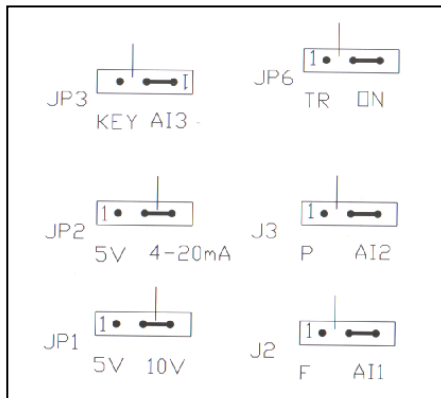 JP3
1
KEY AI3
JP6
1
TR ON
JP2
1
5V 4-20mA
J3
1
P AI2
JP1
1
5V 10V
J2
1
F AI1